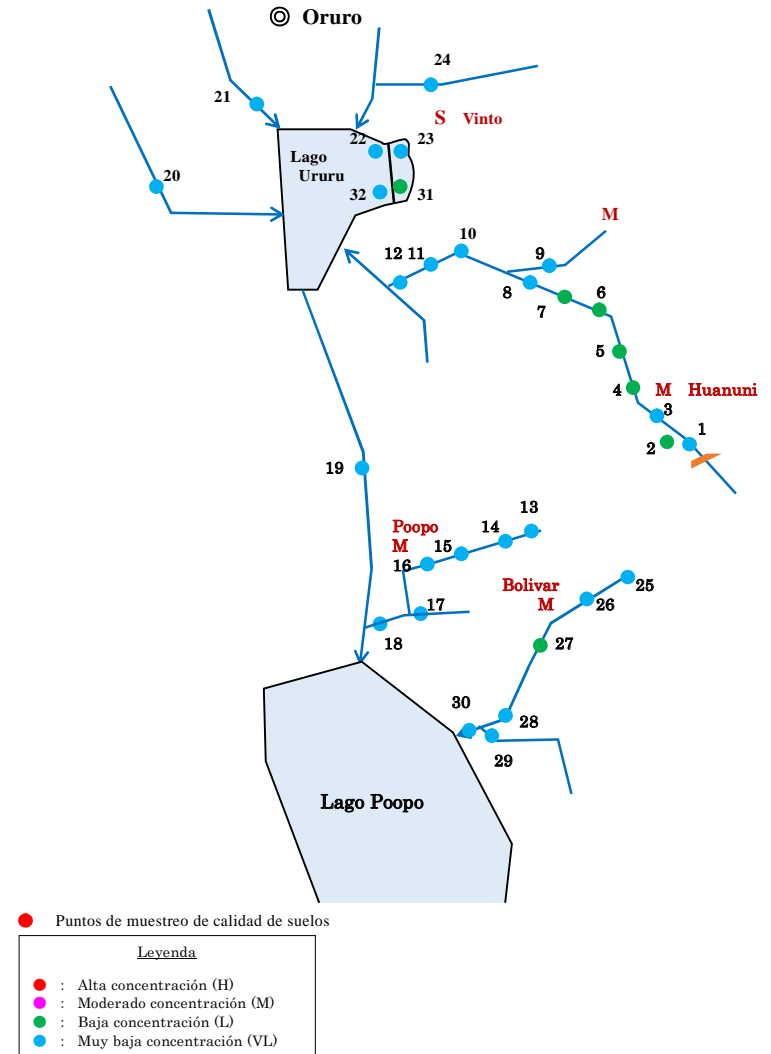 Oruro
24
21
S Vinto
22
23
Lago
Ururu
20
32
31
M
10
12 11
9
8
6
7
5
4
M Huanuni
3
1
2
19
13
Poopo
M
14
15
16
Bolivar
M
25
26
17
18
27
30
28
29
Lago Poopo
Puntos de muestreo de calidad de suelos
Leyenda
: Alta concentración (H)
: Moderado concentración (M)
: Baja concentración (L)
: Muy baja concentración (VL)